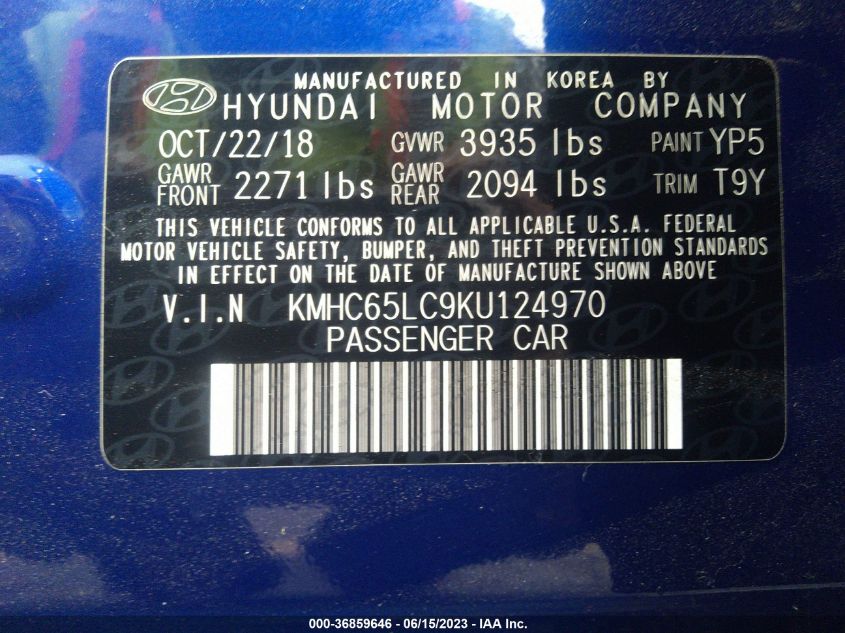 MANUFACTURED IN KOREA BY
HYUNDAI MOTOR COMPANY
OCT/22/18 GVWR 3935 lbs PAINT YP5
GAWR FRONT 2271 lbs GAWR REAR 2094 lbs TRIM T9Y
THIS VEHICLE CONFORMS TO ALL APPLICABLE U.S.A. FEDERAL
MOTOR VEHICLE SAFETY, BUMPER, AND THEFT PREVENTION STANDARDS
IN EFFECT ON THE DATE OF MANUFACTURE SHOWN ABOVE
V.I.N KMHC65LC9KU124970
PASSENGER CAR
000-36859646 - 06/15/2023 - IAA Inc.